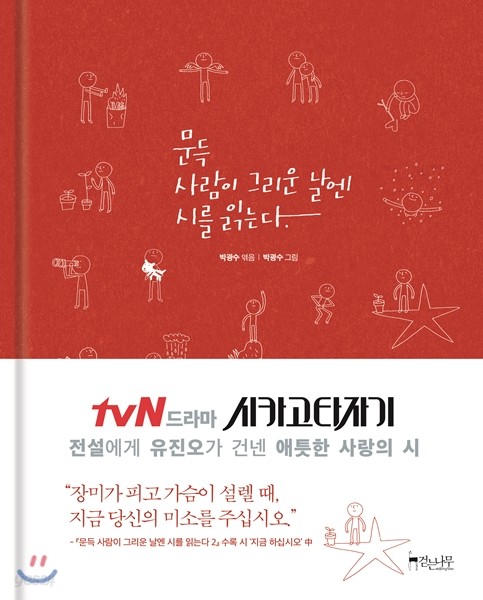 문득
사람이 그리운 날엔
시를 읽는다.
박광수 엮음 | 박광수 그림
tvN 드라마 시카고타자기
전설에게 유진오가 건넨 애틋한 사랑의 시
“장미가 피고 가슴이 설렐 때,
지금 당신의 미소를 주십시오.”
- 『문득 사람이 그리운 날엔 시를 읽는다 2』 수록 시 ‘지금 하십시오’ 中
걷는나무
yes24